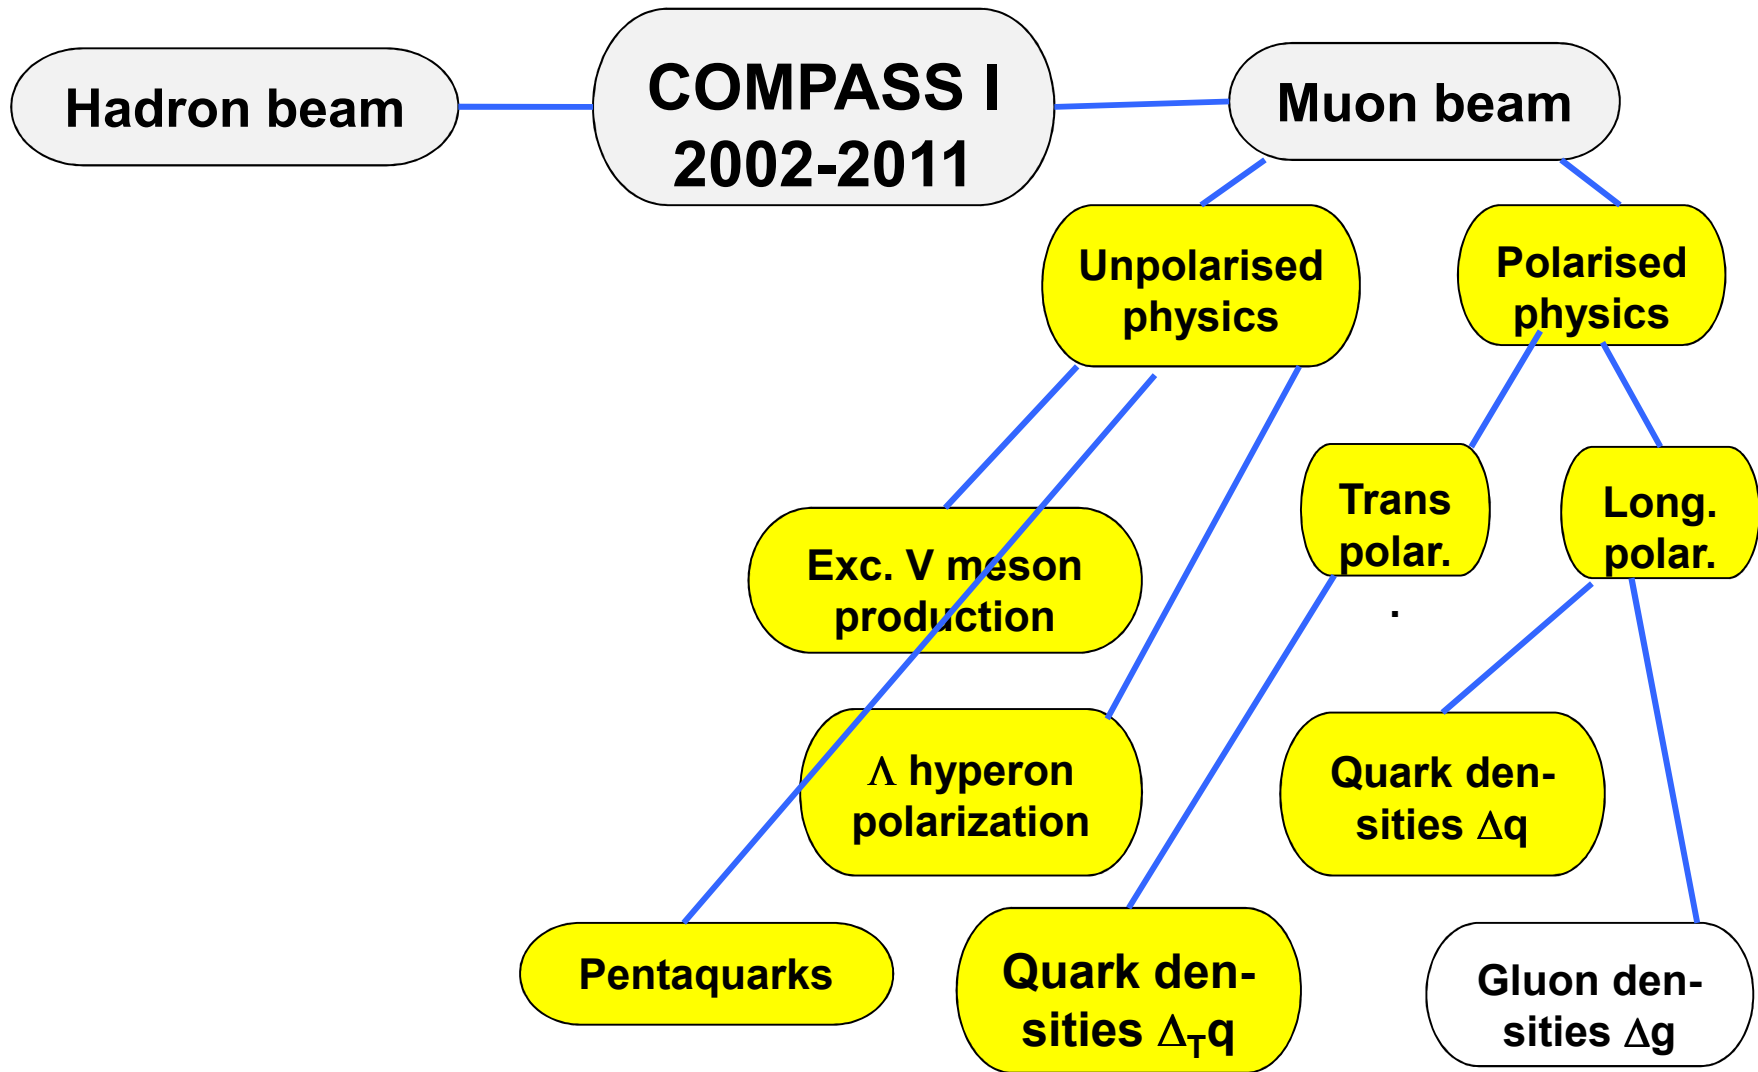 Hadron beam
COMPASS I
2002-2011
Muon beam
Unpolarised
physics
Polarised
physics
Exc. V meson
production
Trans
polar.
.
Long.
polar.
Λ hyperon
polarization
Quark den-
sities Δq
Pentaquarks
Quark den-
sities Δ_Tq
Gluon den-
sities Δg